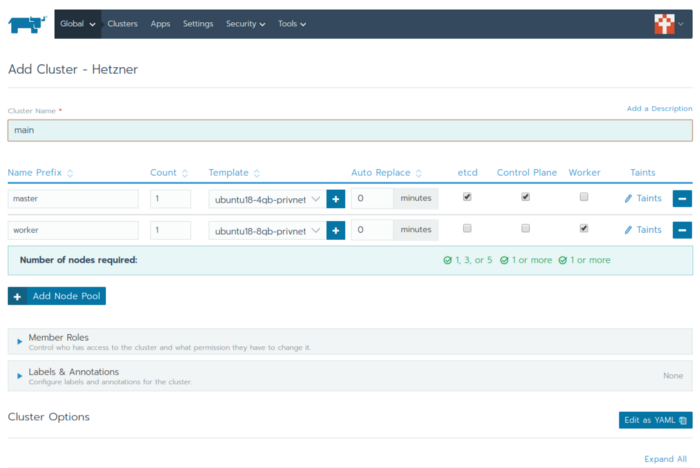 Global Clusters Apps Settings Security Tools
Add Cluster - Hetzner
Cluster Name * Add a Description
main
Name Prefix Count Template Auto Replace etcd Control Plane Worker Taints
master 1 ubuntu18-4gb-privnet 0 minutes Taints
worker 1 ubuntu18-8gb-privnet 0 minutes Taints
Number of nodes required: 1, 3, or 5 1 or more 1 or more
+ Add Node Pool
Member Roles
Control who has access to the cluster and what permission they have to change it.
Labels & Annotations
Configure labels and annotations for the cluster. None
Cluster Options Edit as YAML
Expand All